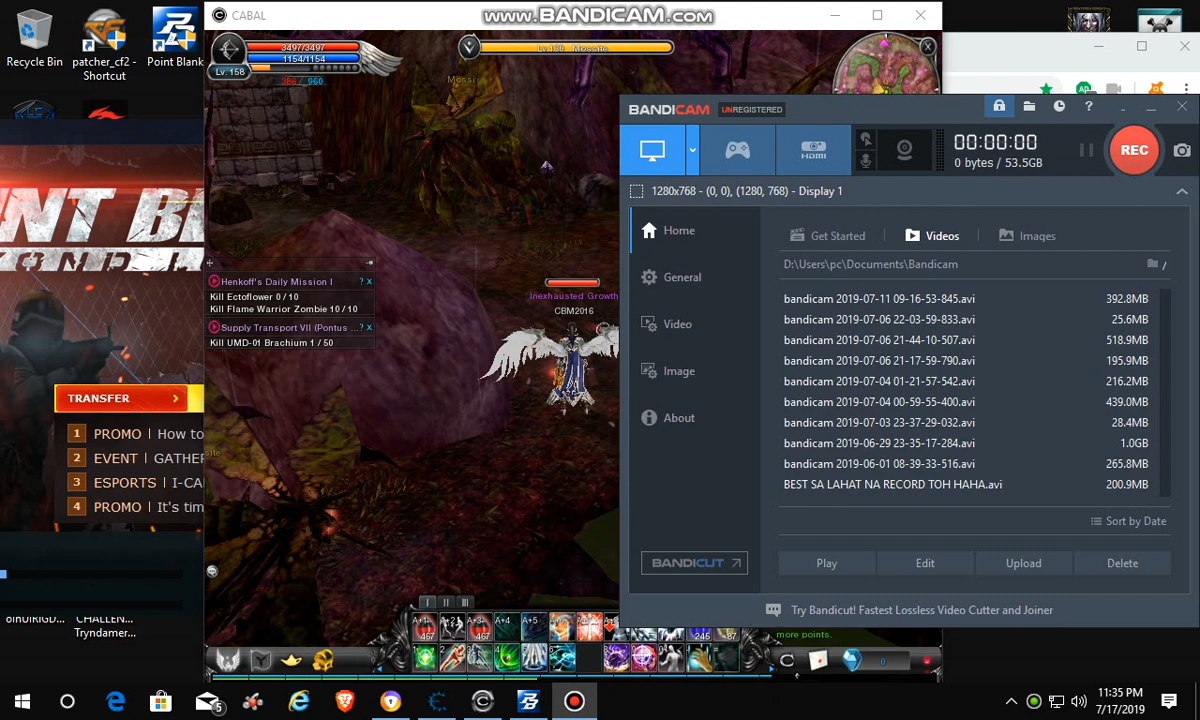 CABAL
www.BANDICAM.com
Recycle Bin
patcher_cf2 -
Shortcut
Point Blank
3497/3497
1154/1154
Lv. 158
960
BANDICAM UNREGISTERED
REC
00:00:00
0 bytes / 53.5GB
HDMI
1280x768 - (0, 0), (1280, 768) - Display 1
Home
General
Video
Image
About
Get Started
Videos
Images
D:\Users\pc\Documents\Bandicam
/
bandicam 2019-07-11 09-16-53-845.avi 392.8MB
bandicam 2019-07-06 22-03-59-833.avi 25.6MB
bandicam 2019-07-06 21-44-10-507.avi 518.9MB
bandicam 2019-07-06 21-17-59-790.avi 195.9MB
bandicam 2019-07-04 01-21-57-542.avi 216.2MB
bandicam 2019-07-04 00-59-55-400.avi 439.0MB
bandicam 2019-07-03 23-37-29-032.avi 28.4MB
bandicam 2019-06-29 23-35-17-284.avi 1.0GB
bandicam 2019-06-01 08-39-33-516.avi 265.8MB
BEST SA LAHAT NA RECORD TOH HAHA.avi 200.9MB
Sort by Date
Play
Edit
Upload
Delete
BANDICUT
Try Bandicut! Fastest Lossless Video Cutter and Joiner
Henkoff's Daily Mission I ? x
Kill Ectoflower 0 / 10
Kill Flame Warrior Zombie 10 / 10
Supply Transport VII (Pontus ... ? x
Kill UMD-01 Brachium 1 / 50
Inexhausted Growth
CBM2016
TRANSFER
1 PROMO | How to
2 EVENT | GATHER
3 ESPORTS | I-CA
4 PROMO | It's tim
CHALLEN...
Tryndamer...
467
467
245
87
more points.
0
5
11:35 PM
7/17/2019